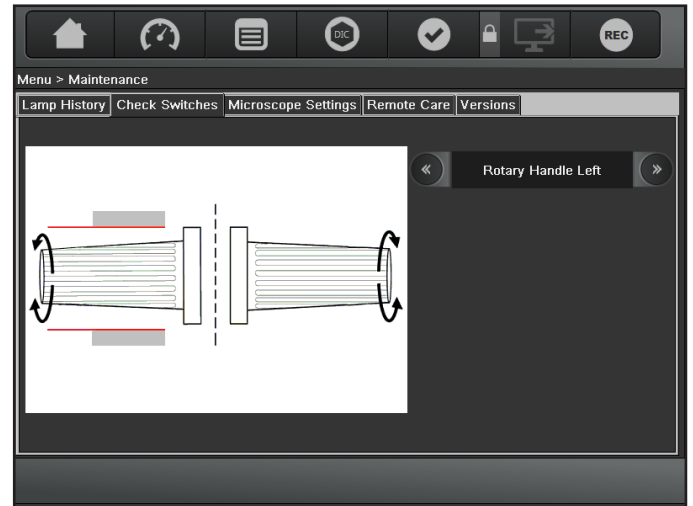 DIC
REC
Menu > Maintenance
Lamp History Check Switches Microscope Settings Remote Care Versions
« Rotary Handle Left »